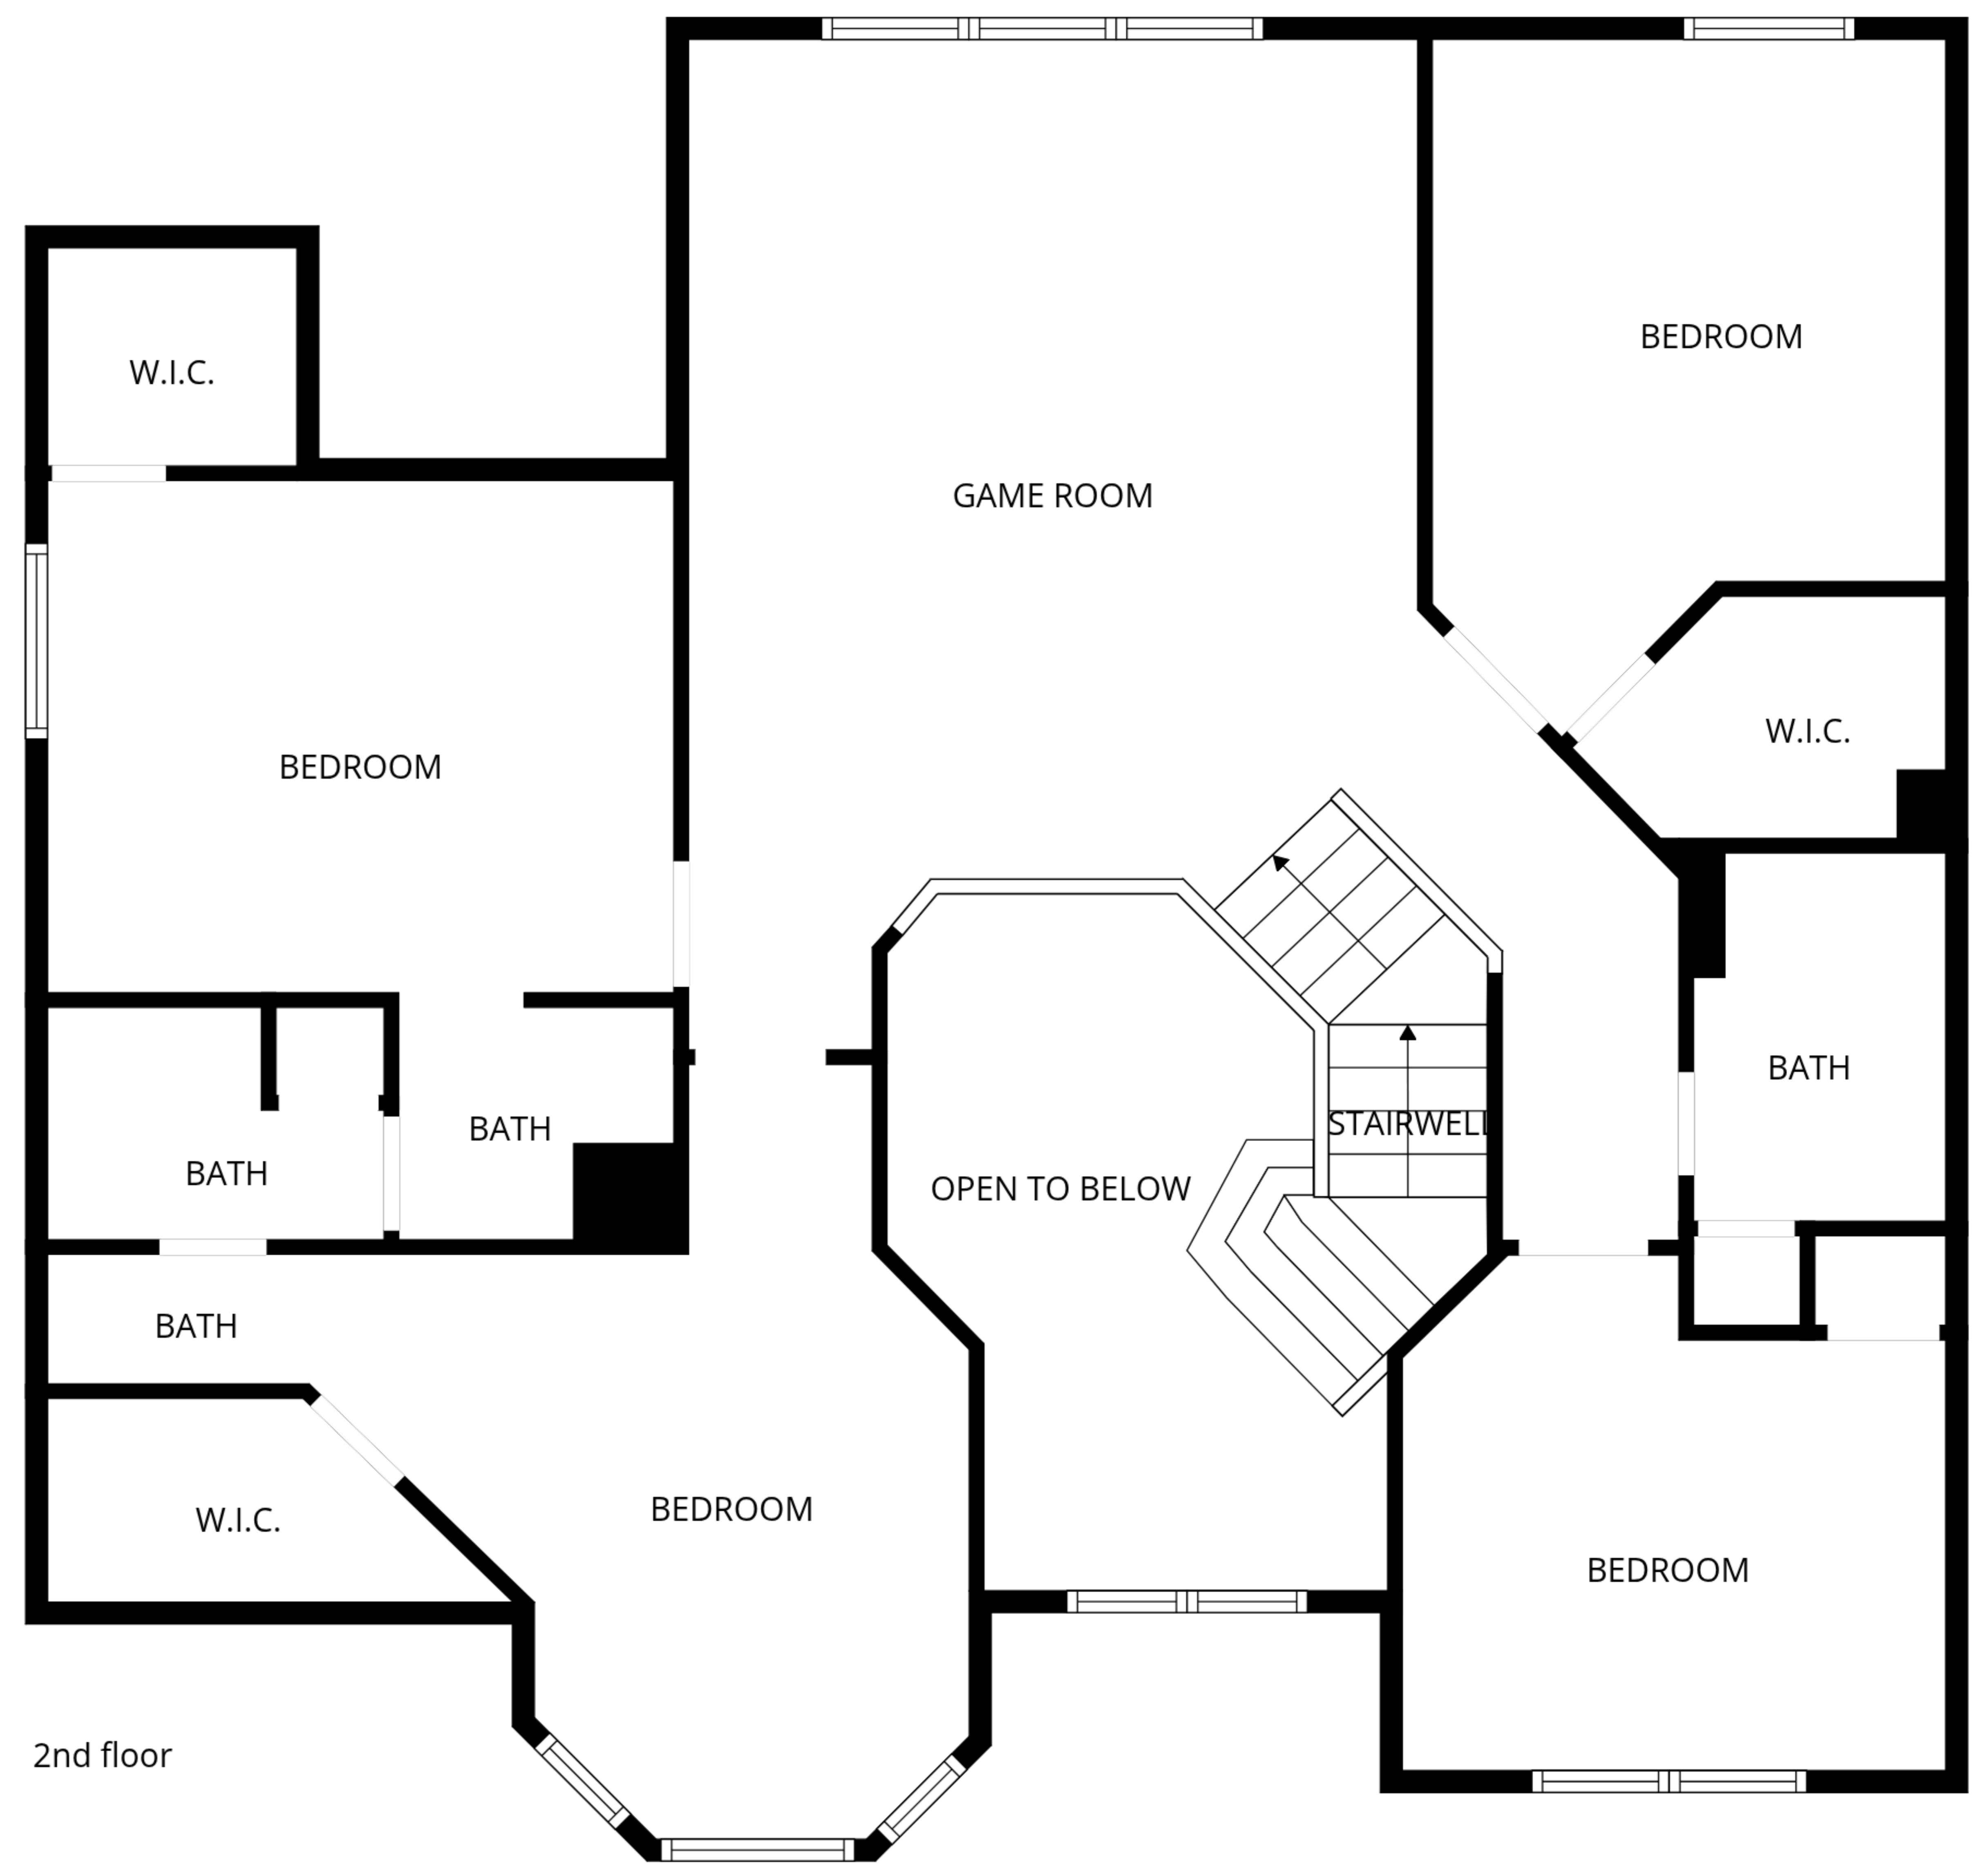 BEDROOM
W.I.C.
GAME ROOM
W.I.C.
BEDROOM
BATH
BATH
STAIRWELL
BATH
OPEN TO BELOW
BATH
BEDROOM
W.I.C.
BEDROOM
2nd floor